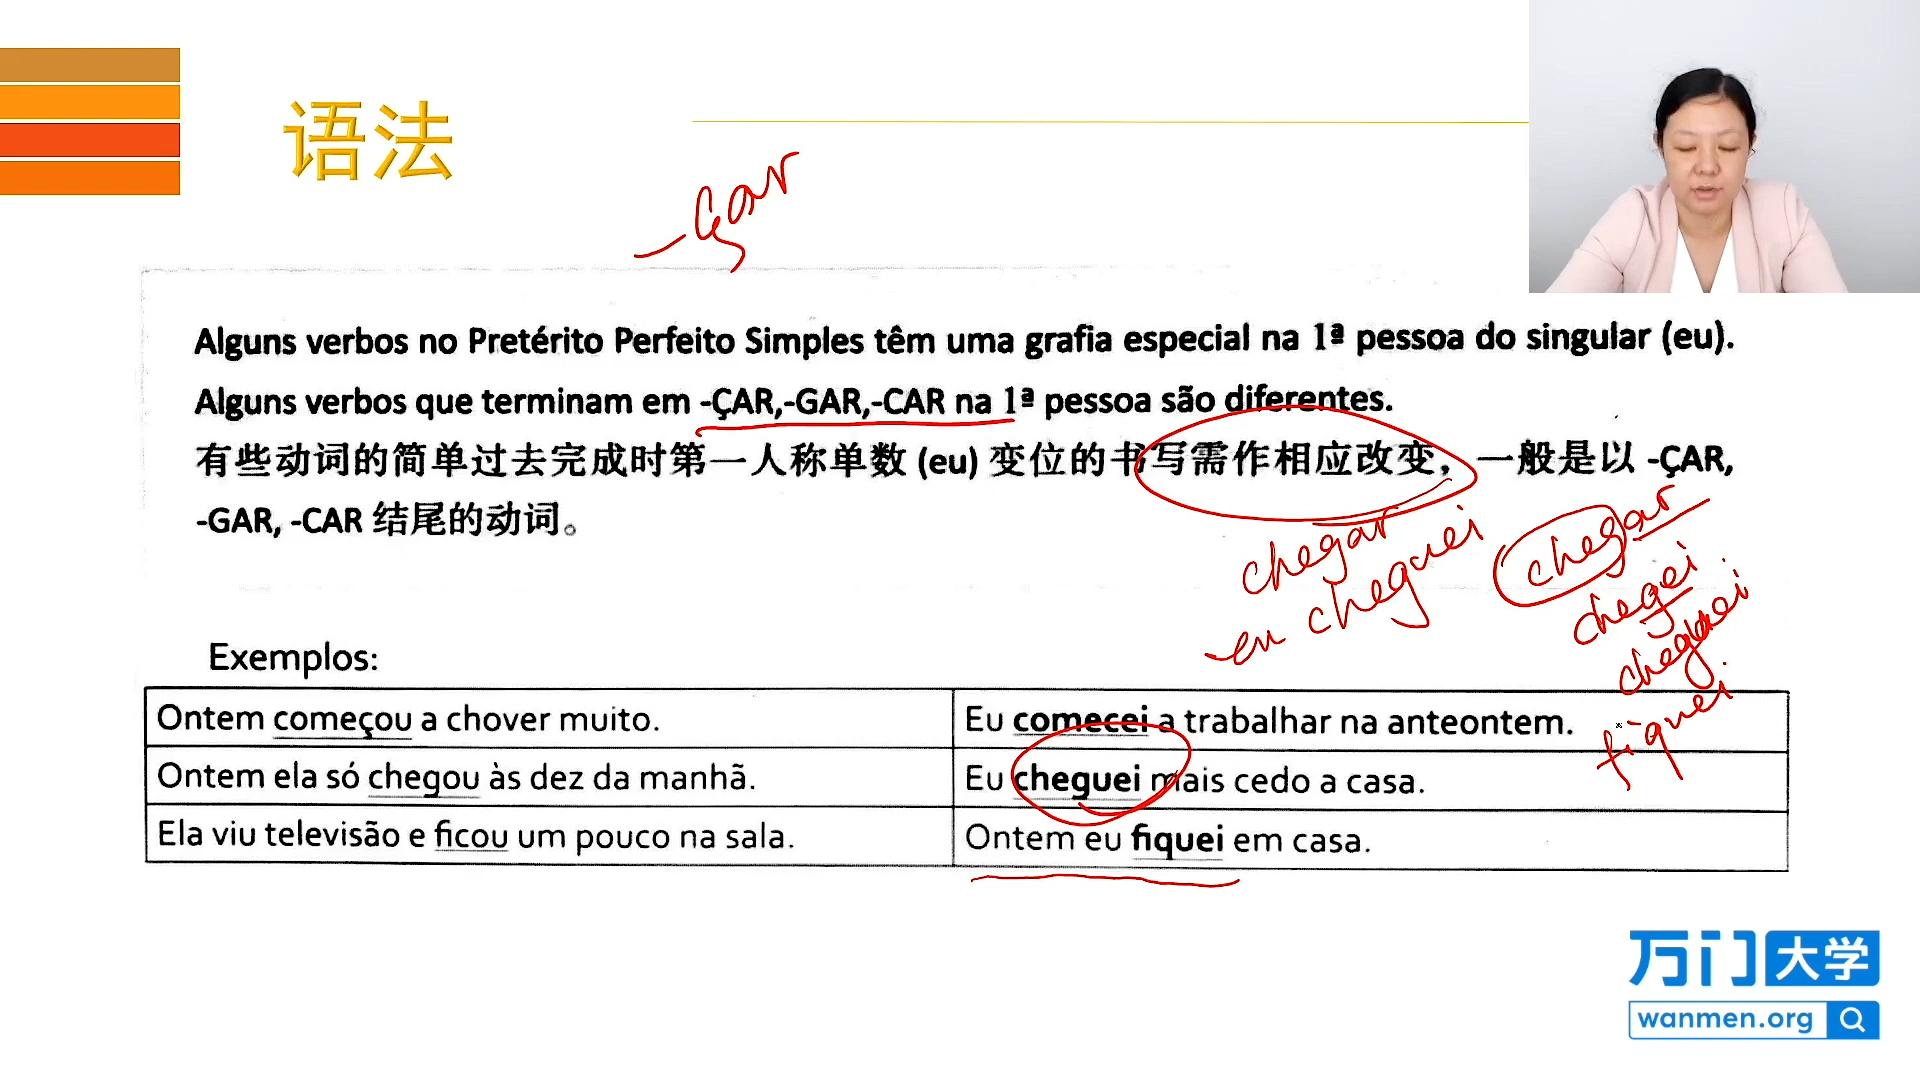 语法
-çar
Alguns verbos no Pretérito Perfeito Simples têm uma grafia especial na 1ª pessoa do singular (eu).
Alguns verbos que terminam em -ÇAR,-GAR,-CAR na 1ª pessoa são diferentes.
有些动词的简单过去完成时第一人称单数 (eu) 变位的书写需作相应改变，一般是以 -ÇAR,
-GAR, -CAR 结尾的动词。
chegar
eu cheguei
chegar
chegei
cheguei
fiquei
Exemplos:
Ontem começou a chover muito.
Eu comecei a trabalhar na anteontem.
Ontem ela só chegou às dez da manhã.
Eu cheguei mais cedo a casa.
Ela viu televisão e ficou um pouco na sala.
Ontem eu fiquei em casa.
万门大学
wanmen.org